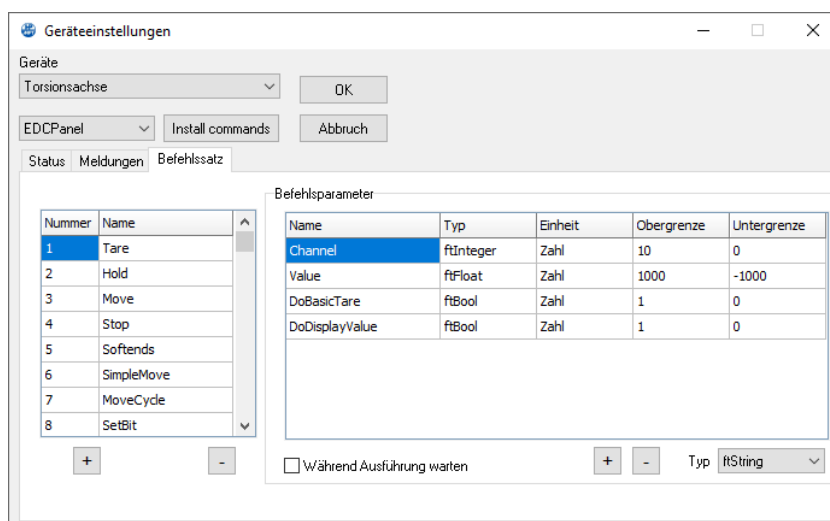 Geräteeinstellungen
Geräte
Torsionsachse OK
EDCPanel Install commands Abbruch
Status Meldungen Befehlssatz
Befehlsparameter
Nummer Name
1 Tare
2 Hold
3 Move
4 Stop
5 Softends
6 SimpleMove
7 MoveCycle
8 SetBit
+ -
Name Typ Einheit Obergrenze Untergrenze
Channel ftInteger Zahl 10 0
Value ftFloat Zahl 1000 -1000
DoBasicTare ftBool Zahl 1 0
DoDisplayValue ftBool Zahl 1 0
Während Ausführung warten + - Typ ftString